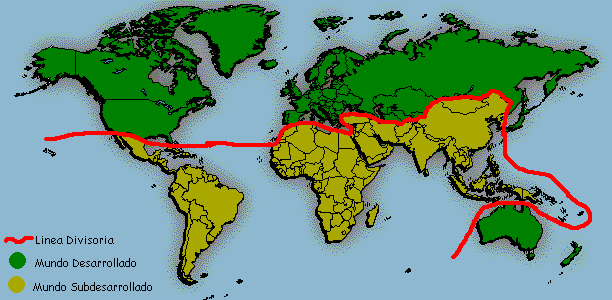 Linea Divisoria
Mundo Desarrollado
Mundo Subdesarrollado